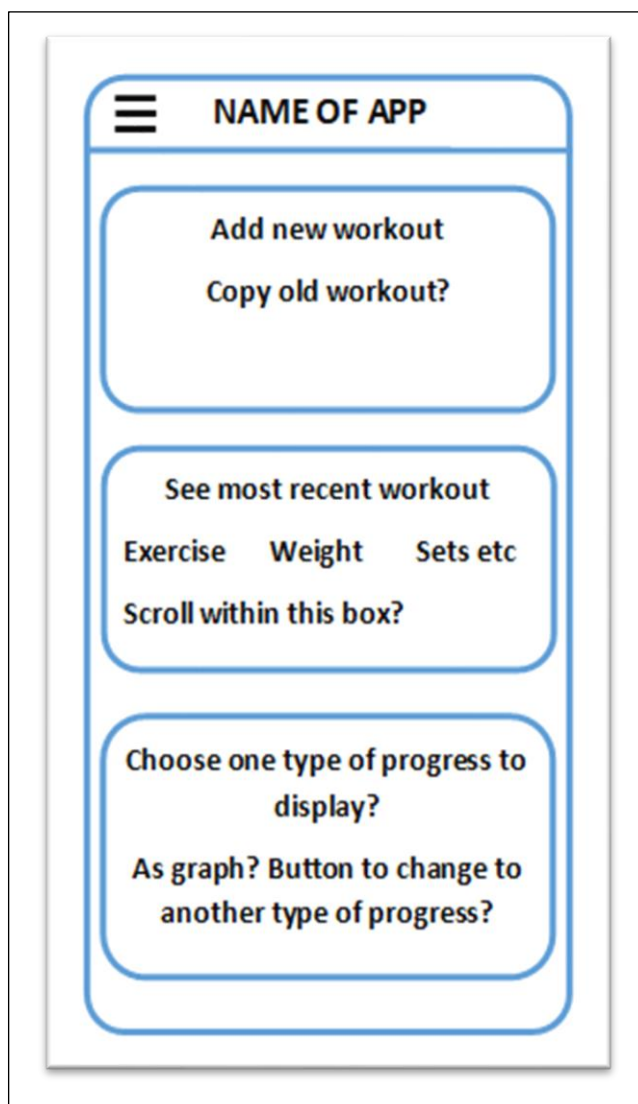 NAME OF APP
Add new workout
Copy old workout?
See most recent workout
Exercise Weight Sets etc
Scroll within this box?
Choose one type of progress to
display?
As graph? Button to change to
another type of progress?